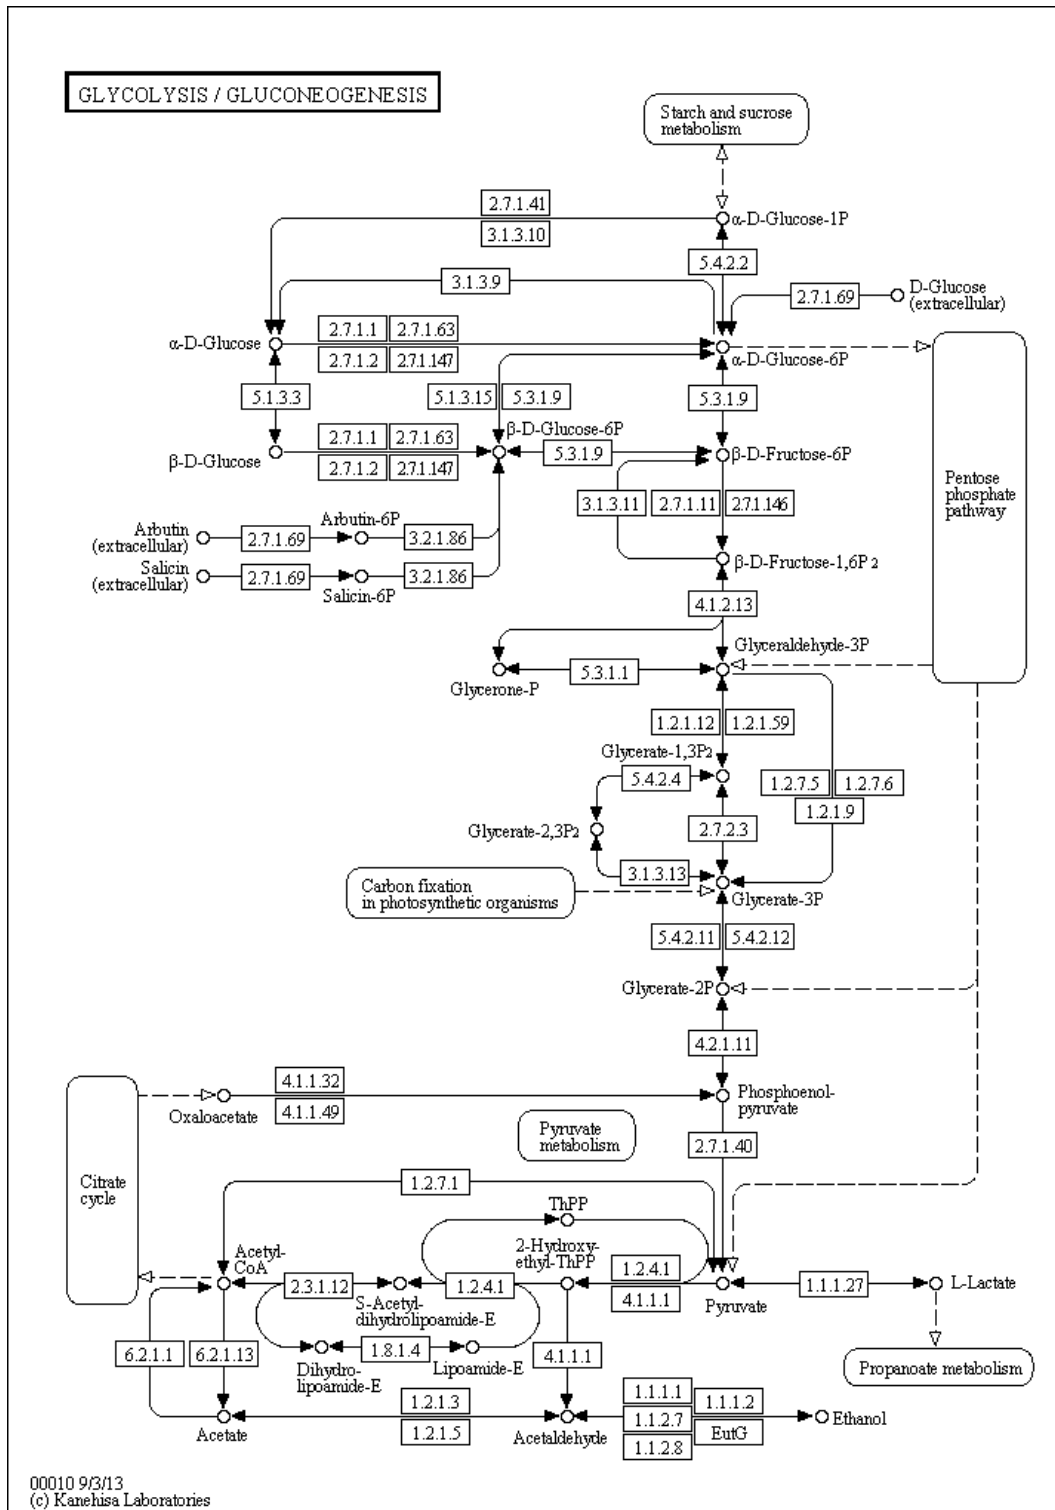 GLYCOLYSIS / GLUCONEOGENESIS
Starch and sucrose
metabolism
2.7.1.41
3.1.3.10
α-D-Glucose-1P
5.4.2.2
3.1.3.9
2.7.1.69
D-Glucose
(extracellular)
α-D-Glucose
2.7.1.1
2.7.1.63
2.7.1.2
2.7.1.147
α-D-Glucose-6P
5.1.3.3
5.1.3.15
5.3.1.9
5.3.1.9
β-D-Glucose
2.7.1.1
2.7.1.63
2.7.1.2
2.7.1.147
β-D-Glucose-6P
5.3.1.9
β-D-Fructose-6P
Pentose
phosphate
pathway
3.1.3.11
2.7.1.11
2.7.1.146
Arbutin
(extracellular)
2.7.1.69
Arbutin-6P
3.2.1.86
Salicin
(extracellular)
2.7.1.69
Salicin-6P
3.2.1.86
β-D-Fructose-1,6P2
4.1.2.13
Glyceraldehyde-3P
Glycerone-P
5.3.1.1
1.2.1.12
1.2.1.59
Glycerate-1,3P2
5.4.2.4
1.2.7.5
1.2.7.6
1.2.1.9
Glycerate-2,3P2
2.7.2.3
3.1.3.13
Carbon fixation
in photosynthetic organisms
Glycerate-3P
5.4.2.11
5.4.2.12
Glycerate-2P
4.2.1.11
4.1.1.32
Oxaloacetate
4.1.1.49
Phosphoenol-
pyruvate
Pyruvate
metabolism
2.7.1.40
Citrate
cycle
1.2.7.1
ThPP
Acetyl-
CoA
2-Hydroxy-
ethyl-ThPP
2.3.1.12
S-Acetyl-
dihydrolipoamide-E
1.2.4.1
1.2.4.1
4.1.1.1
Pyruvate
1.1.1.27
L-Lactate
6.2.1.1
6.2.1.13
Dihydro-
lipoamide-E
1.8.1.4
Lipoamide-E
4.1.1.1
Propanoate metabolism
Acetate
1.2.1.3
1.2.1.5
Acetaldehyde
1.1.1.1
1.1.1.2
1.1.2.7
EutG
1.1.2.8
Ethanol
00010 9/3/13
(c) Kanehisa Laboratories